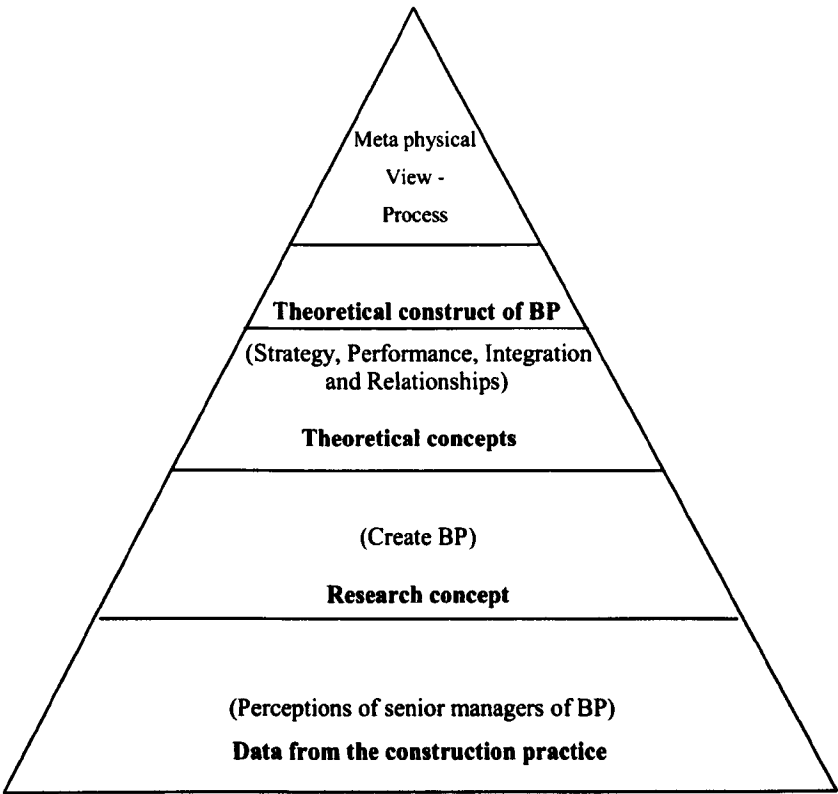 Meta physical
View -
Process
Theoretical construct of BP
(Strategy, Performance, Integration
and Relationships)
Theoretical concepts
(Create BP)
Research concept
(Perceptions of senior managers of BP)
Data from the construction practice